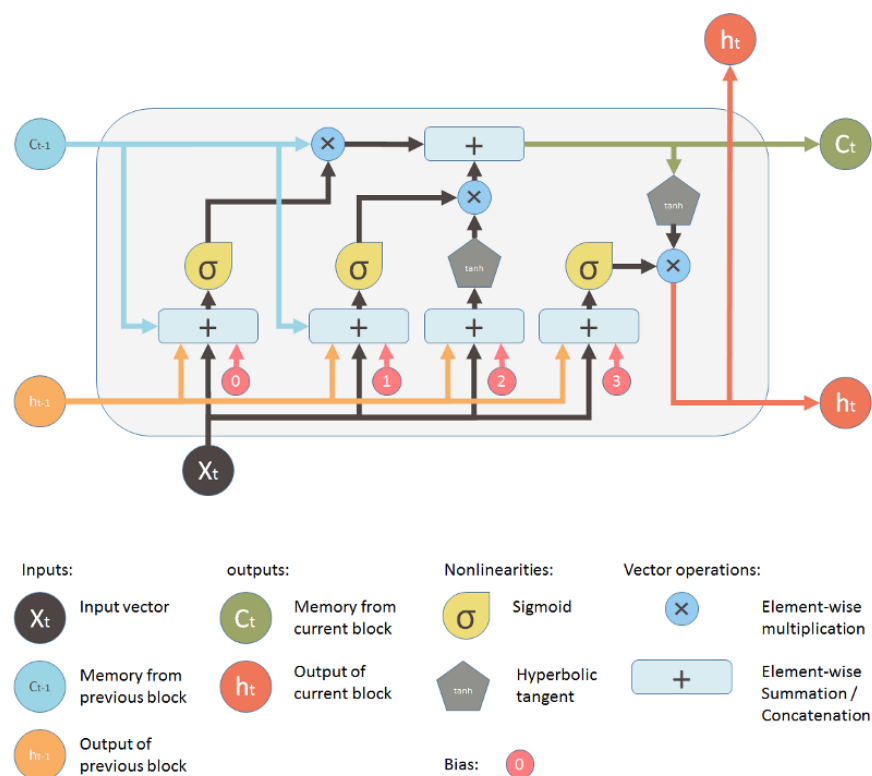 ht
Ct-1
×
+
Ct
×
tanh
σ
σ
tanh
σ
×
+
+
+
+
0
1
2
3
ht-1
ht
Xt
Inputs:
outputs:
Nonlinearities:
Vector operations:
Xt
Input vector
Ct
Memory from
current block
σ
Sigmoid
×
Element-wise
multiplication
Ct-1
Memory from
previous block
ht
Output of
current block
tanh
Hyperbolic
tangent
+
Element-wise
Summation /
Concatenation
ht-1
Output of
previous block
Bias:
0